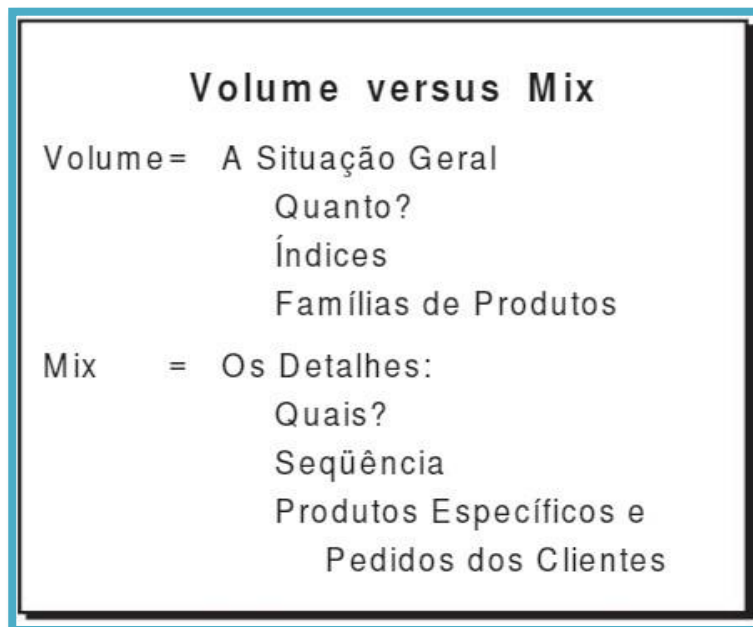 Volume versus Mix
Volume= A Situação Geral
Quanto?
Índices
Famílias de Produtos
Mix = Os Detalhes:
Quais?
Seqüência
Produtos Específicos e
Pedidos dos Clientes